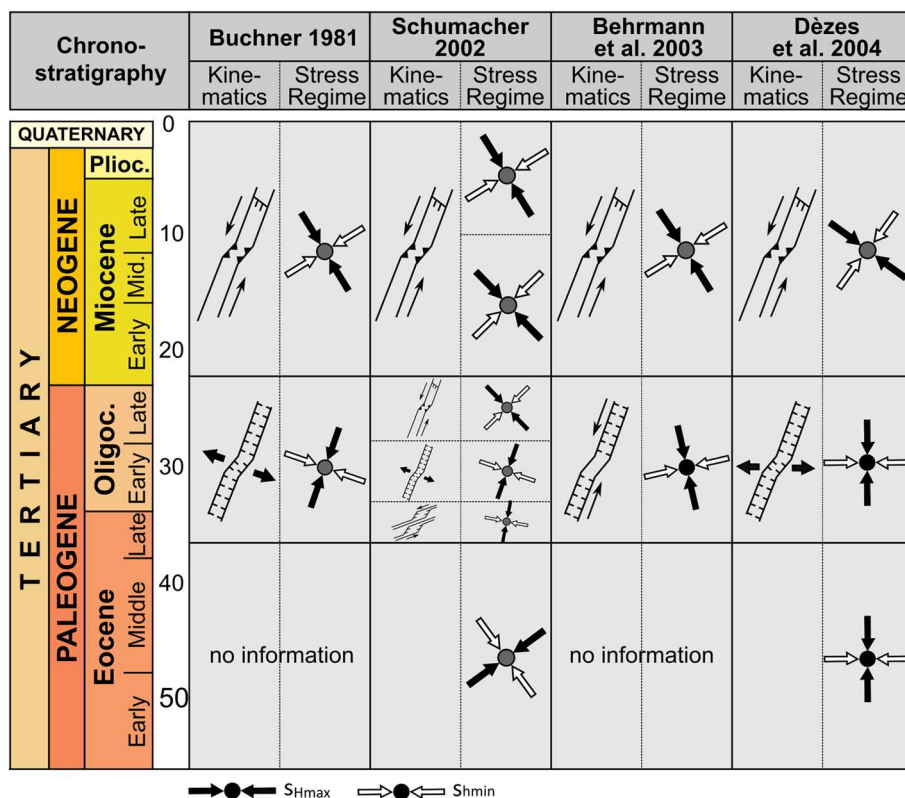 Chrono-
stratigraphy
Buchner 1981
Schumacher
2002
Behrmann
et al. 2003
Dèzes
et al. 2004
Kine-
matics
Stress
Regime
Kine-
matics
Stress
Regime
Kine-
matics
Stress
Regime
Kine-
matics
Stress
Regime
QUATERNARY
TERTIARY
NEOGENE
Plioc.
Miocene
Late
Mid.
Early
PALEOGENE
Oligoc.
Late
Early
Eocene
Late
Middle
Early
0
10
20
30
40
50
no information
no information
SHmax
Shmin